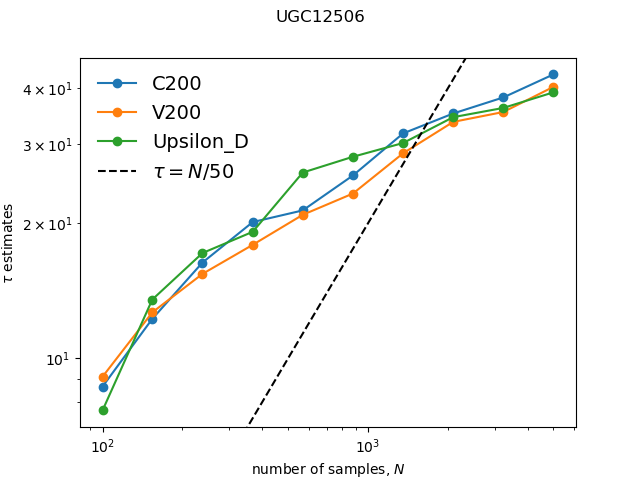 UGC12506
C200
V200
Upsilon_D
τ = N/50
4 × 10¹
3 × 10¹
2 × 10¹
10¹
τ estimates
10² 10³
number of samples, N